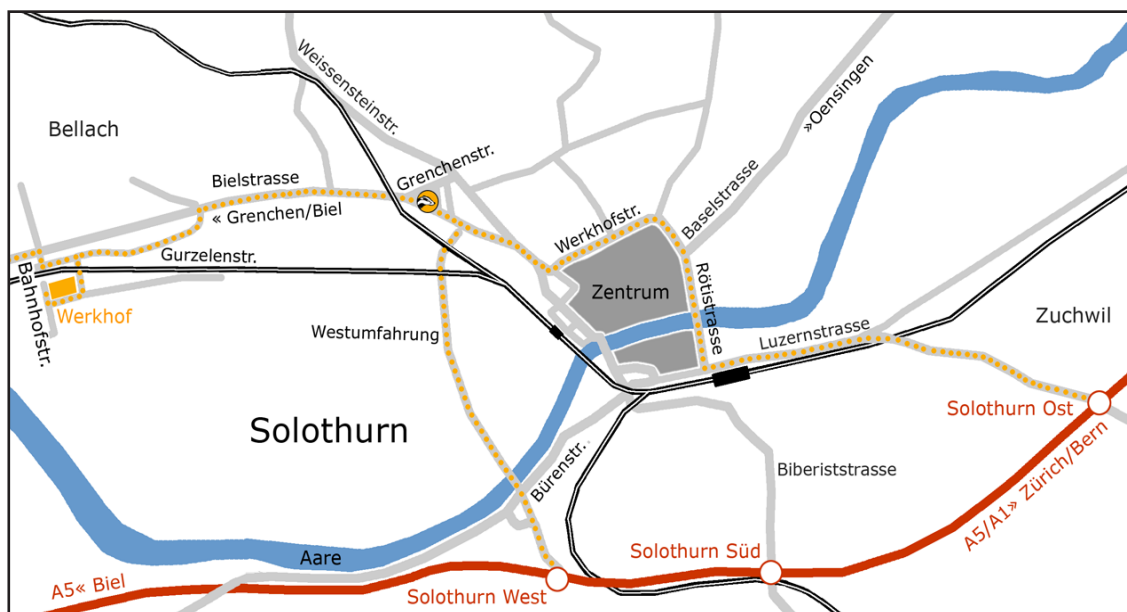 Weissensteinstr.
Bellach
»Oensingen
Grenchenstr.
Bielstrasse
« Grenchen/Biel
Werkhofstr.
Baselstrasse
Gurzelenstr.
Bahnhofstr.
Werkhof
Zentrum
Rötistrasse
Westumfahrung
Luzernstrasse
Zuchwil
Solothurn
Solothurn Ost
Bürenstr.
Biberiststrasse
A5/A1» Zürich/Bern
Aare
Solothurn Süd
A5« Biel
Solothurn West